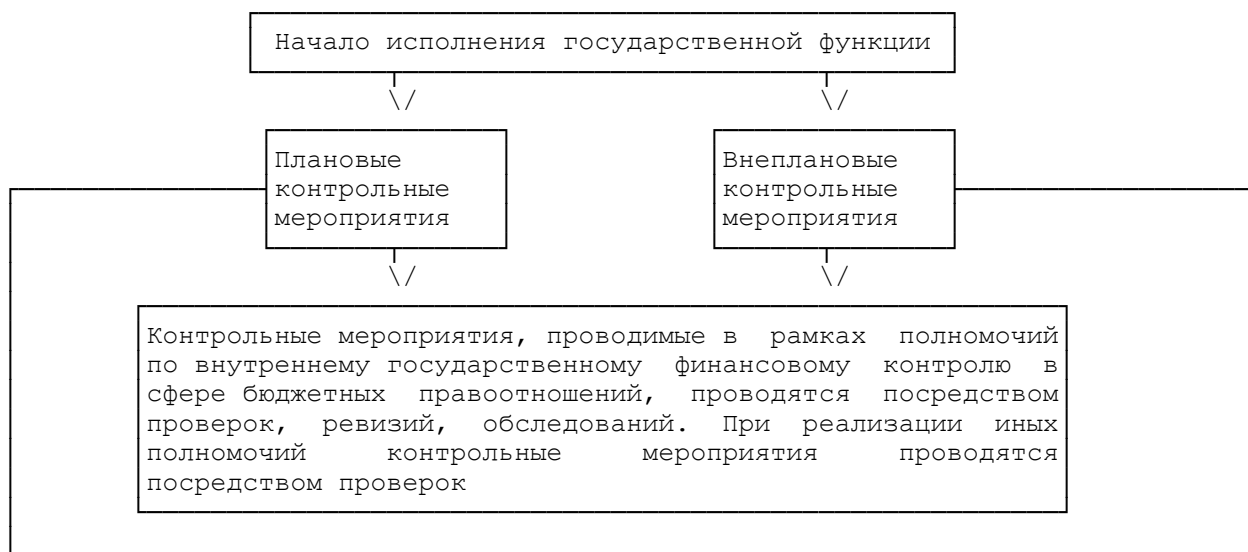 Начало исполнения государственной функции
\/ \/
Плановые
контрольные
мероприятия
Внеплановые
контрольные
мероприятия
\/ \/
Контрольные мероприятия, проводимые в рамках полномочий
по внутреннему государственному финансовому контролю в
сфере бюджетных правоотношений, проводятся посредством
проверок, ревизий, обследований. При реализации иных
полномочий контрольные мероприятия проводятся
посредством проверок